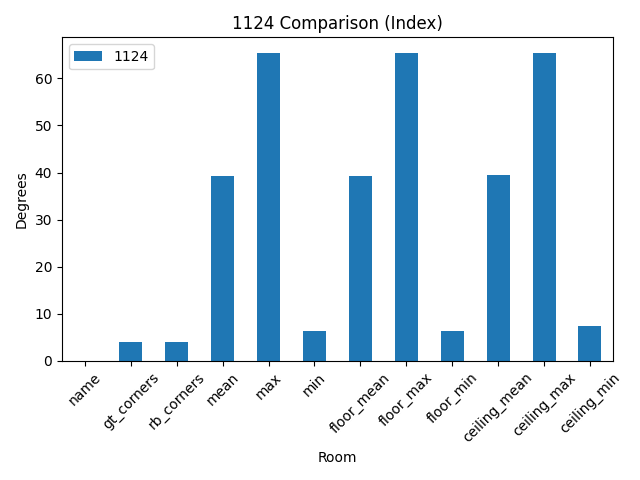 1124 Comparison (Index)
1124
Degrees
60
50
40
30
20
10
0
name
gt_corners
rb_corners
mean
max
min
floor_mean
floor_max
floor_min
ceiling_mean
ceiling_max
ceiling_min
Room